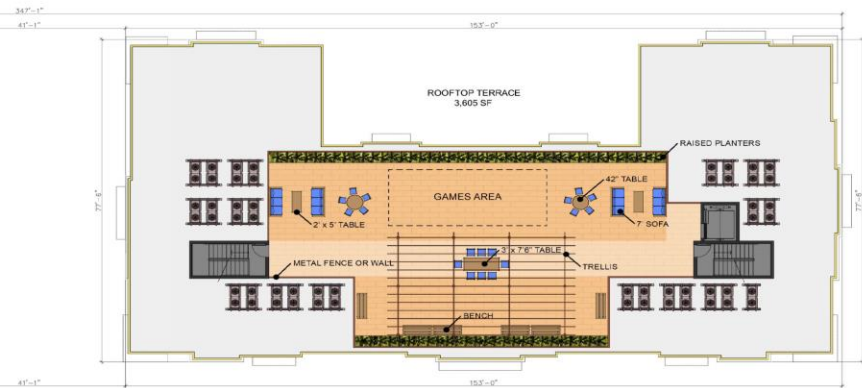 347'-1"
41'-1"
153'-0"
ROOFTOP TERRACE
3,605 SF
RAISED PLANTERS
42" TABLE
77'-6"
77'-6"
GAMES AREA
2' x 5' TABLE
7' SOFA
3' x 7'6" TABLE
METAL FENCE OR WALL
TRELLIS
BENCH
41'-1"
153'-0"